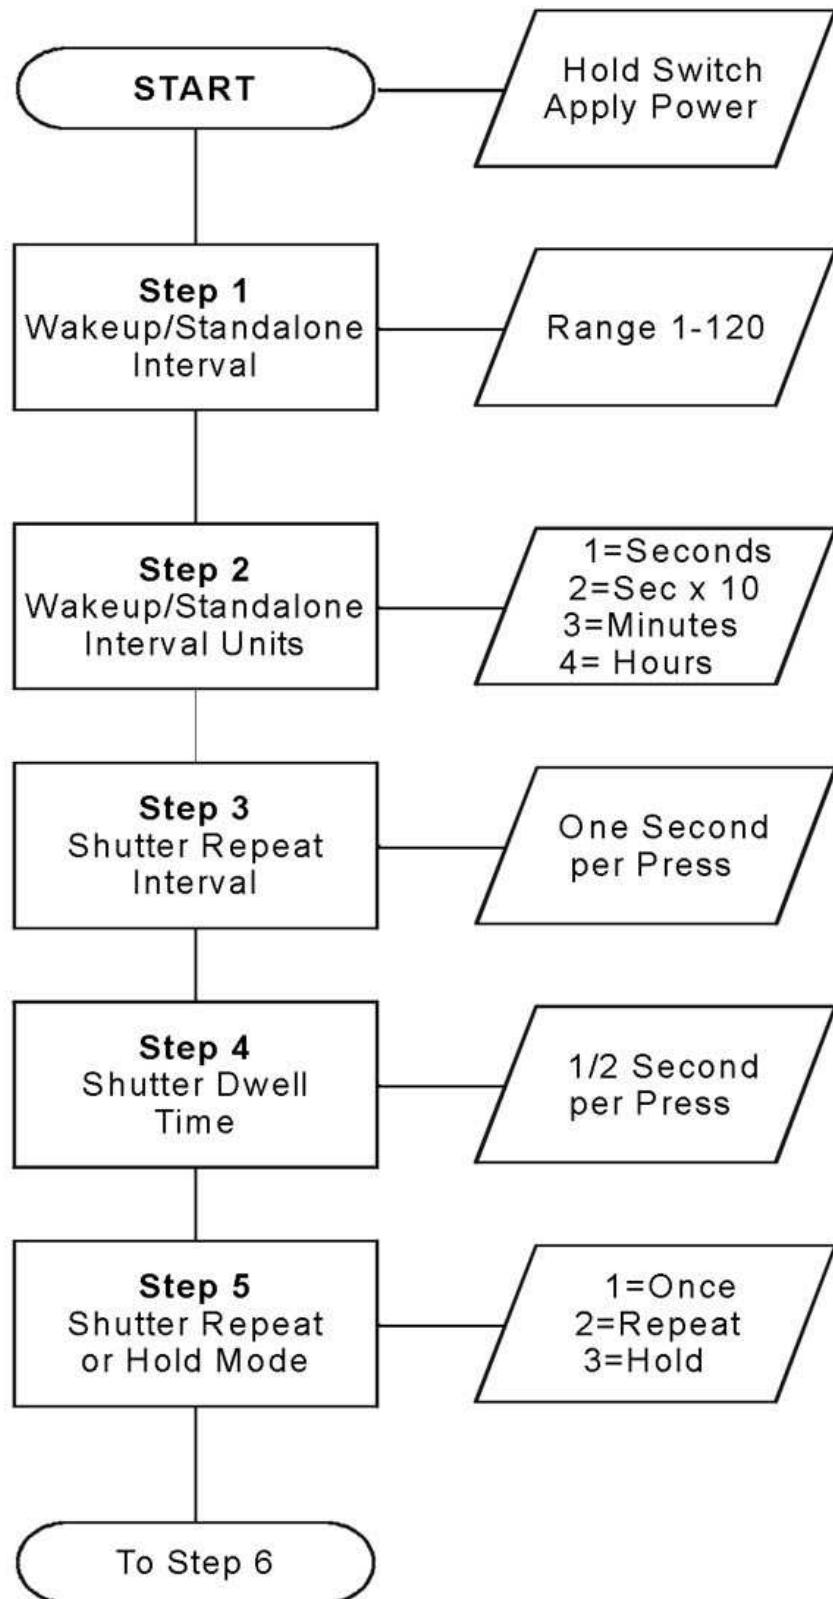 START
Hold Switch
Apply Power
Step 1
Wakeup/Standalone
Interval
Range 1-120
Step 2
Wakeup/Standalone
Interval Units
1=Seconds
2=Sec x 10
3=Minutes
4= Hours
Step 3
Shutter Repeat
Interval
One Second
per Press
Step 4
Shutter Dwell
Time
1/2 Second
per Press
Step 5
Shutter Repeat
or Hold Mode
1=Once
2=Repeat
3=Hold
To Step 6